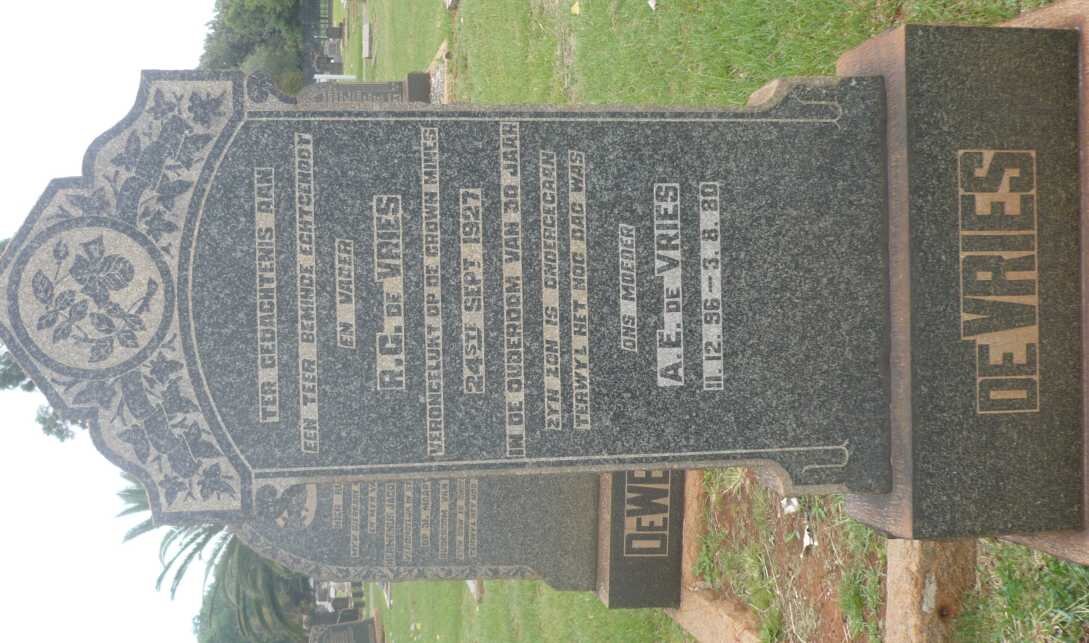 TER GEDACHTENIS AAN
EEN TEER BEMINDE ECHTGENOOT
EN VADER
R.G. DE VRIES
VERONGELUKT OP DE CROWN MINES
24STE SEPT. 1927
IN DE OUDERDOM VAN 30 JAAR
ZYN ZON IS ONDERGEGAAN
TERWYL HET NOG DAG WAS
ONS MOEDER
A.E. DE VRIES
11.12.96 – 3.8.80
DE VRIES
DE W